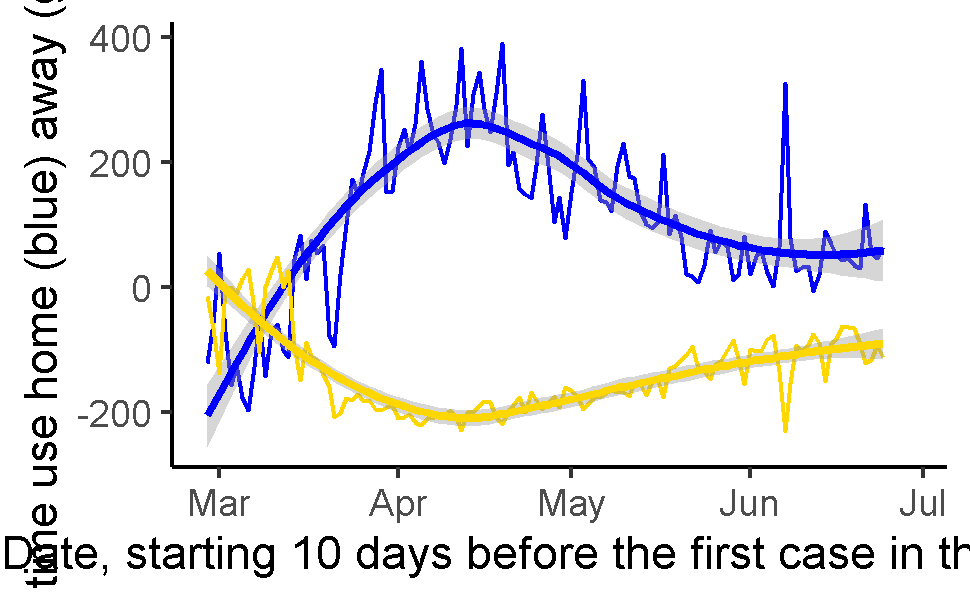 time use home (blue) away (
400
200
0
-200
Mar Apr May Jun Jul
Date, starting 10 days before the first case in th